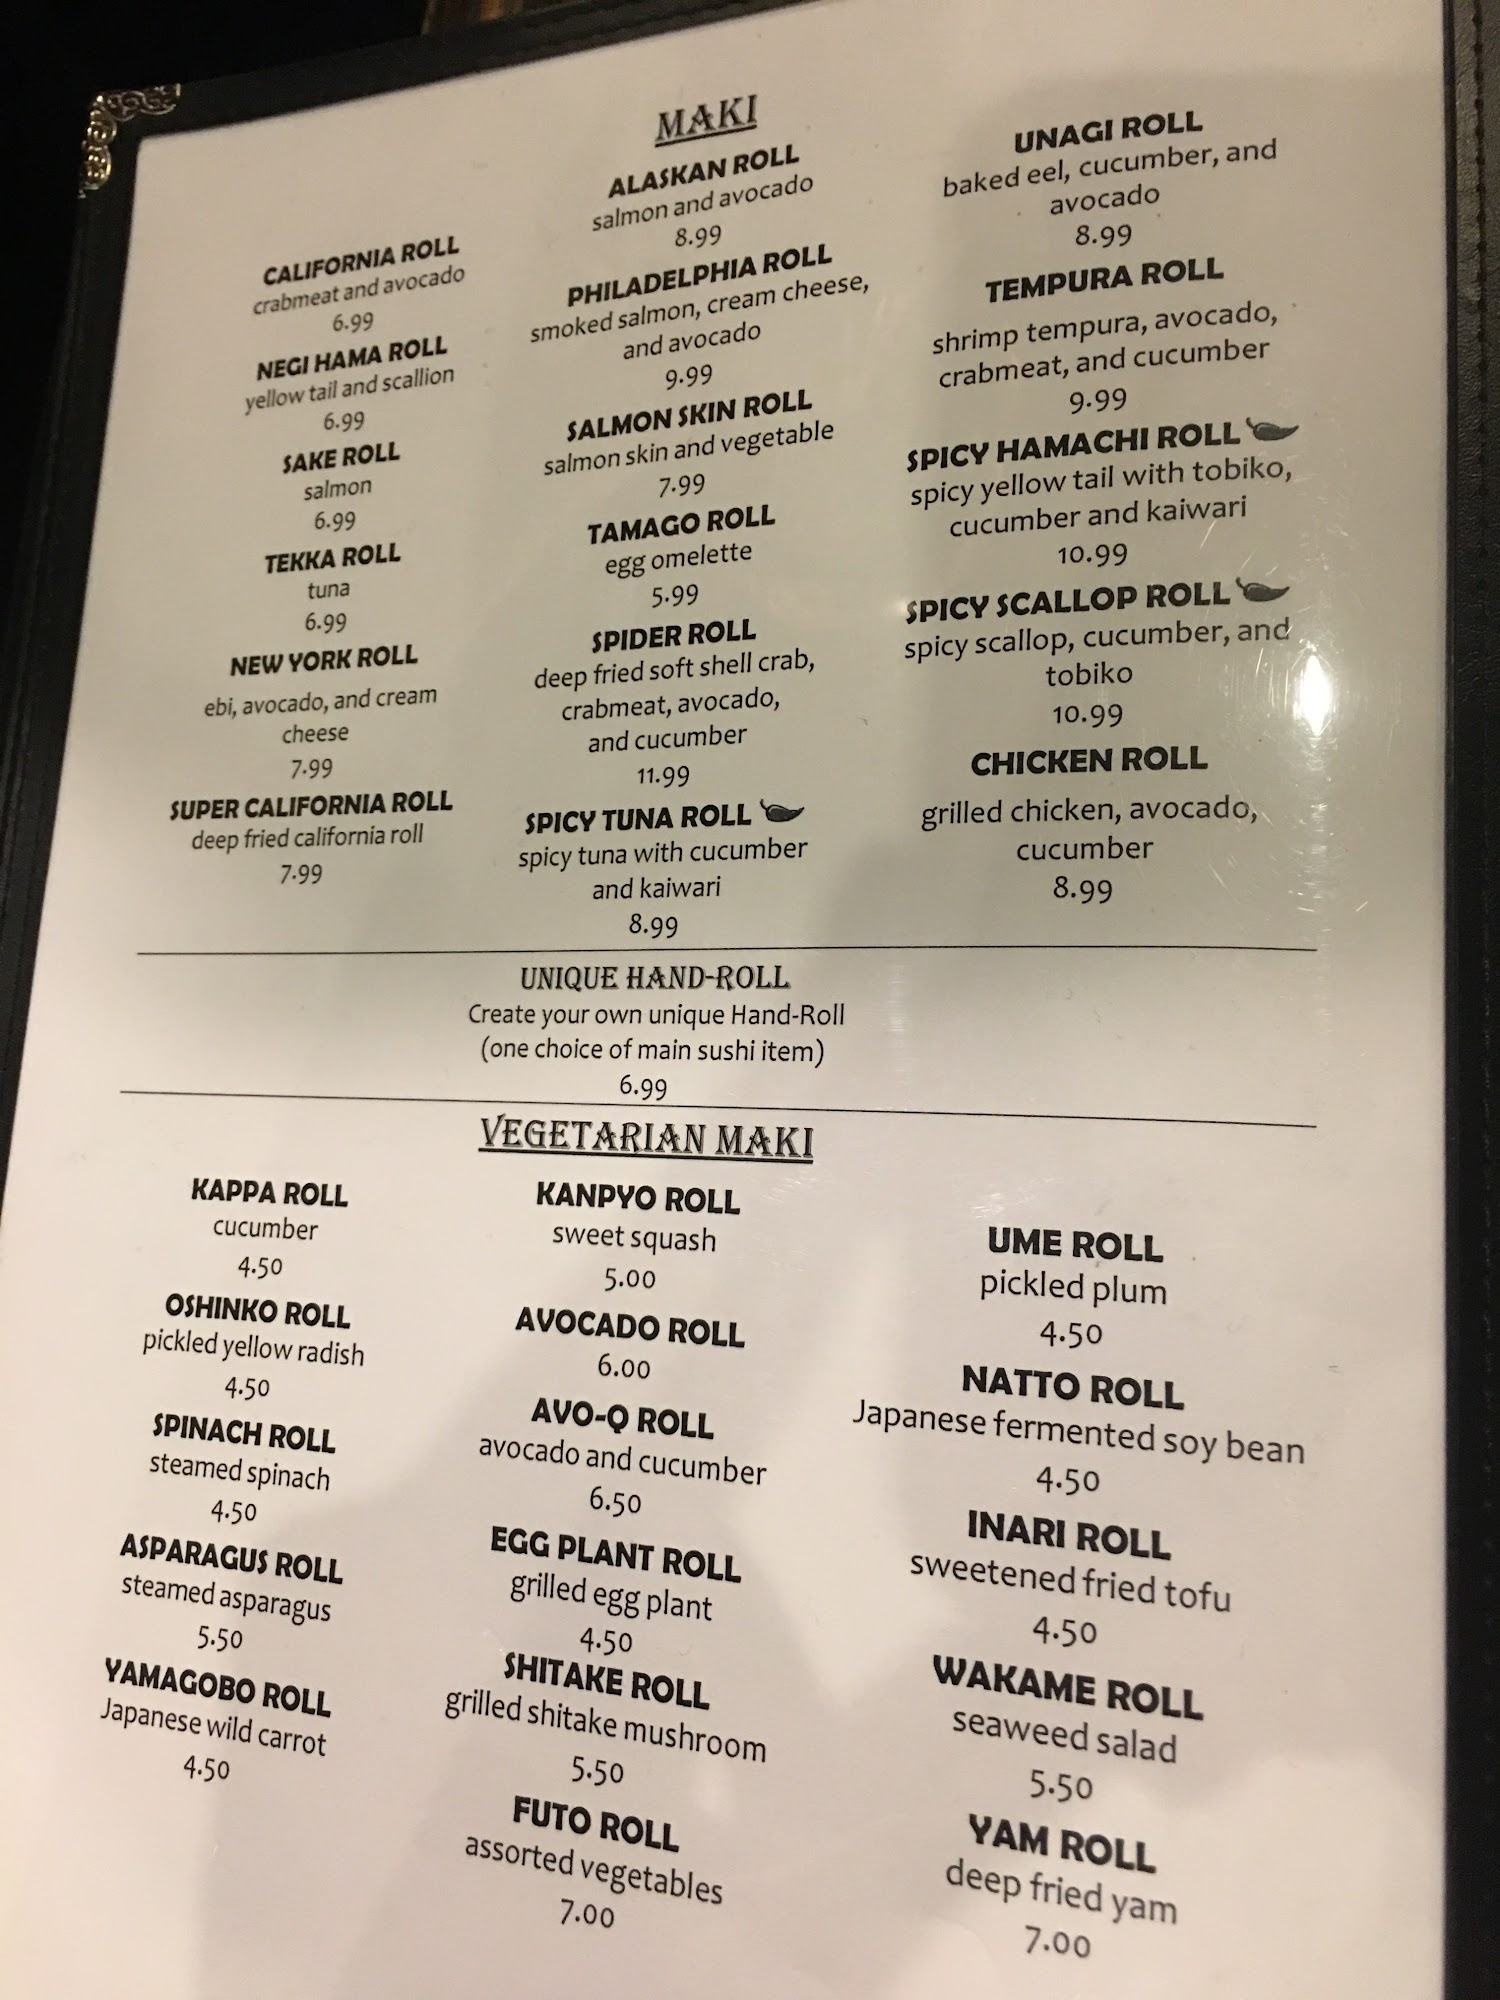 MAKI
CALIFORNIA ROLL
crabmeat and avocado
6.99
NEGI HAMA ROLL
yellow tail and scallion
6.99
SAKE ROLL
salmon
6.99
TEKKA ROLL
tuna
6.99
NEW YORK ROLL
ebi, avocado, and cream
cheese
7.99
SUPER CALIFORNIA ROLL
deep fried california roll
7.99
ALASKAN ROLL
salmon and avocado
8.99
PHILADELPHIA ROLL
smoked salmon, cream cheese,
and avocado
9.99
SALMON SKIN ROLL
salmon skin and vegetable
7.99
TAMAGO ROLL
egg omelette
5.99
SPIDER ROLL
deep fried soft shell crab,
crabmeat, avocado,
and cucumber
11.99
SPICY TUNA ROLL
spicy tuna with cucumber
and kaiwari
8.99
UNAGI ROLL
baked eel, cucumber, and
avocado
8.99
TEMPURA ROLL
shrimp tempura, avocado,
crabmeat, and cucumber
9.99
SPICY HAMACHI ROLL
spicy yellow tail with tobiko,
cucumber and kaiwari
10.99
SPICY SCALLOP ROLL
spicy scallop, cucumber, and
tobiko
10.99
CHICKEN ROLL
grilled chicken, avocado,
cucumber
8.99
UNIQUE HAND-ROLL
Create your own unique Hand-Roll
(one choice of main sushi item)
6.99
VEGETARIAN MAKI
KAPPA ROLL
cucumber
4.50
OSHINKO ROLL
pickled yellow radish
4.50
SPINACH ROLL
steamed spinach
4.50
ASPARAGUS ROLL
steamed asparagus
5.50
YAMAGOBO ROLL
Japanese wild carrot
4.50
KANPYO ROLL
sweet squash
5.00
AVOCADO ROLL
6.00
AVO-Q ROLL
avocado and cucumber
6.50
EGG PLANT ROLL
grilled egg plant
4.50
SHITAKE ROLL
grilled shitake mushroom
5.50
FUTO ROLL
assorted vegetables
7.00
UME ROLL
pickled plum
4.50
NATTO ROLL
Japanese fermented soy bean
4.50
INARI ROLL
sweetened fried tofu
4.50
WAKAME ROLL
seaweed salad
5.50
YAM ROLL
deep fried yam
7.00